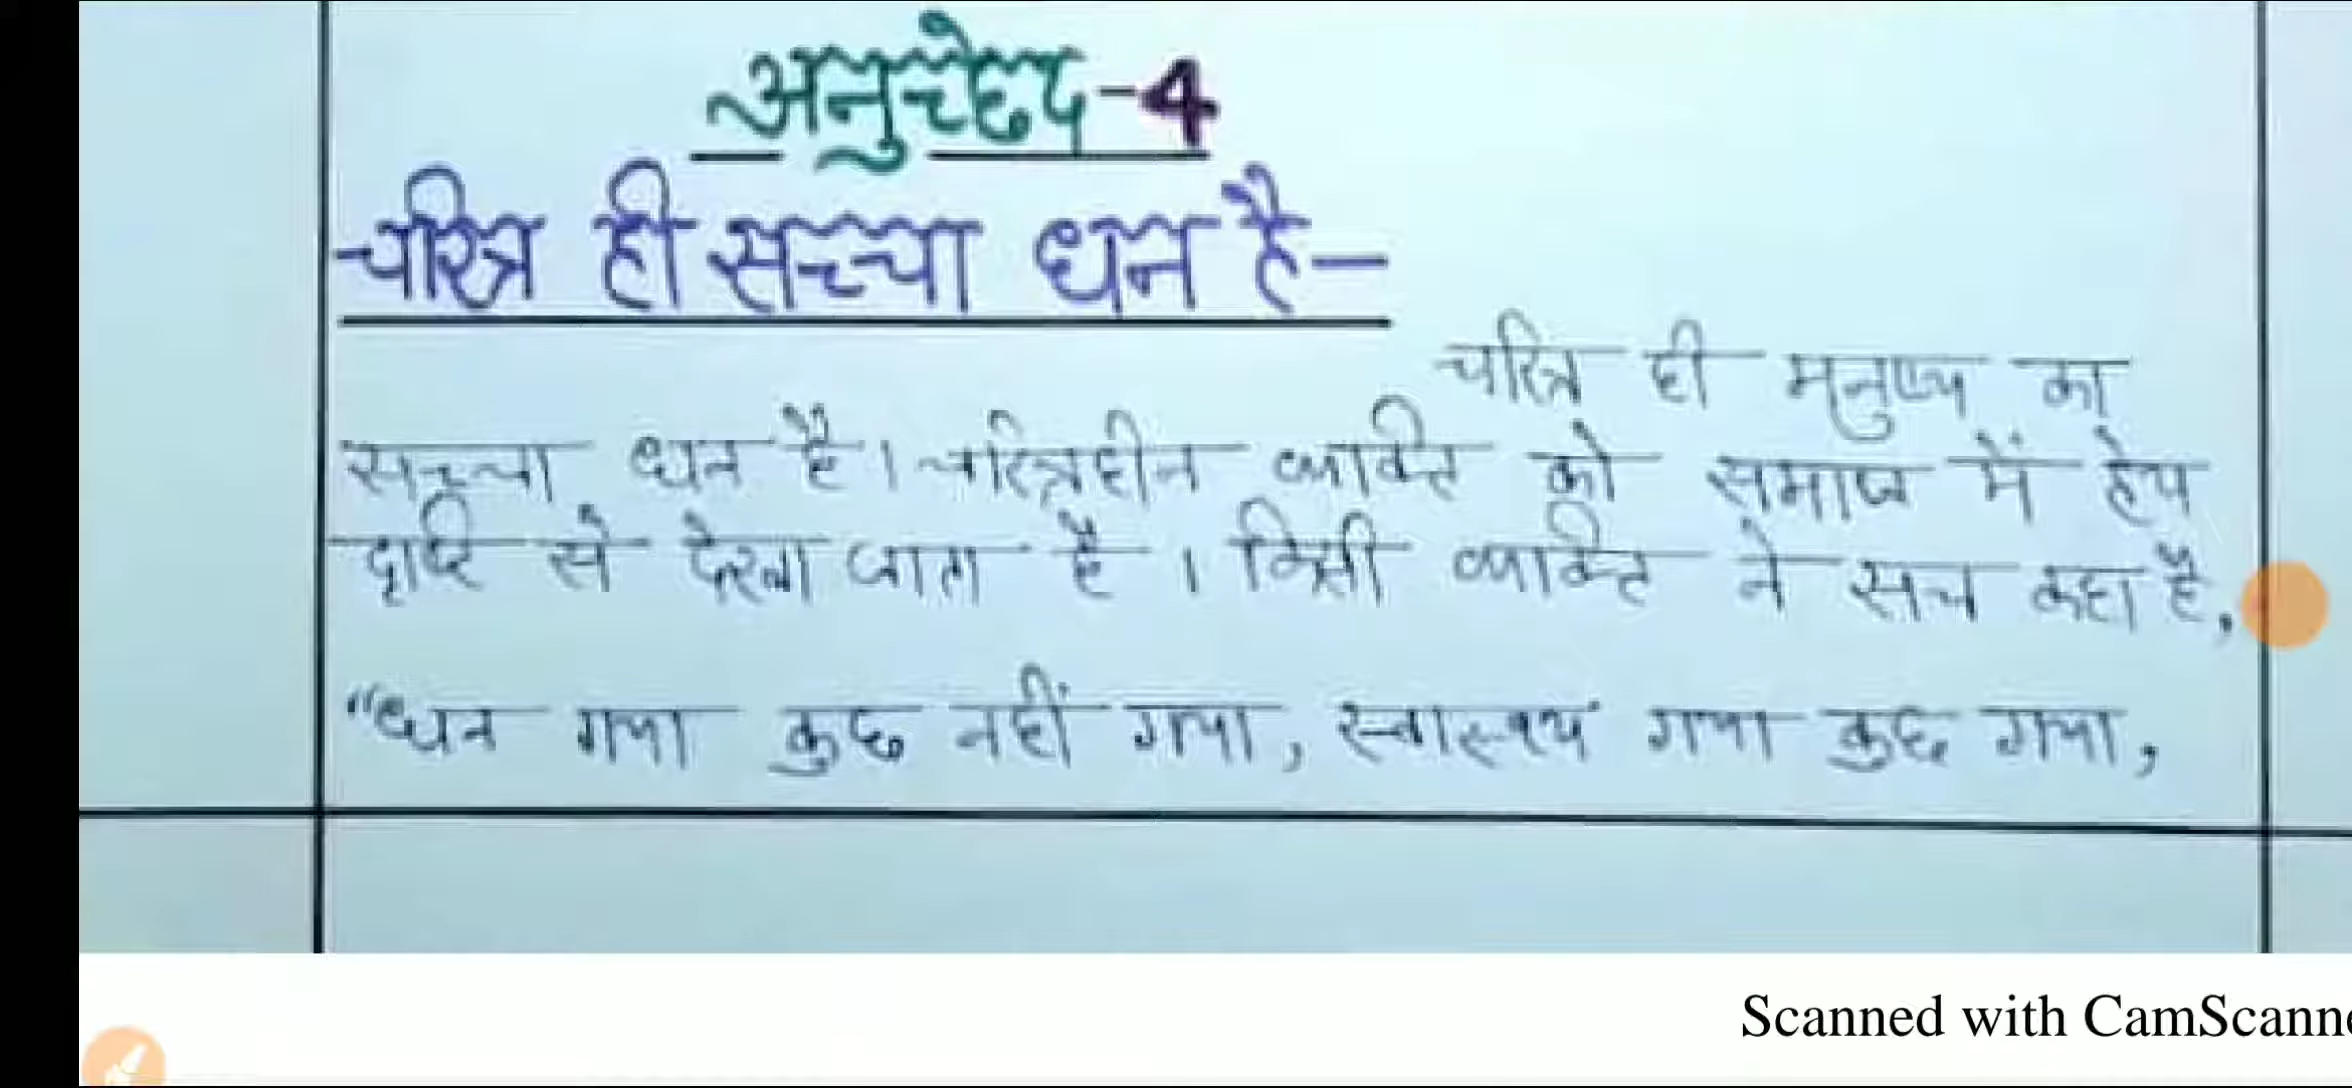 अनुच्छेद-4
चरित्र ही सच्चा धन है-
चरित्र ही मनुष्य का
सच्चा धन है। चरित्रहीन व्यक्ति को समाज में हेय
दृष्टि से देखा जाता है । किसी व्यक्ति ने सच कहा है,
"धन गया कुछ नहीं गया, स्वास्थ्य गया कुछ गया,
Scanned with CamScanne